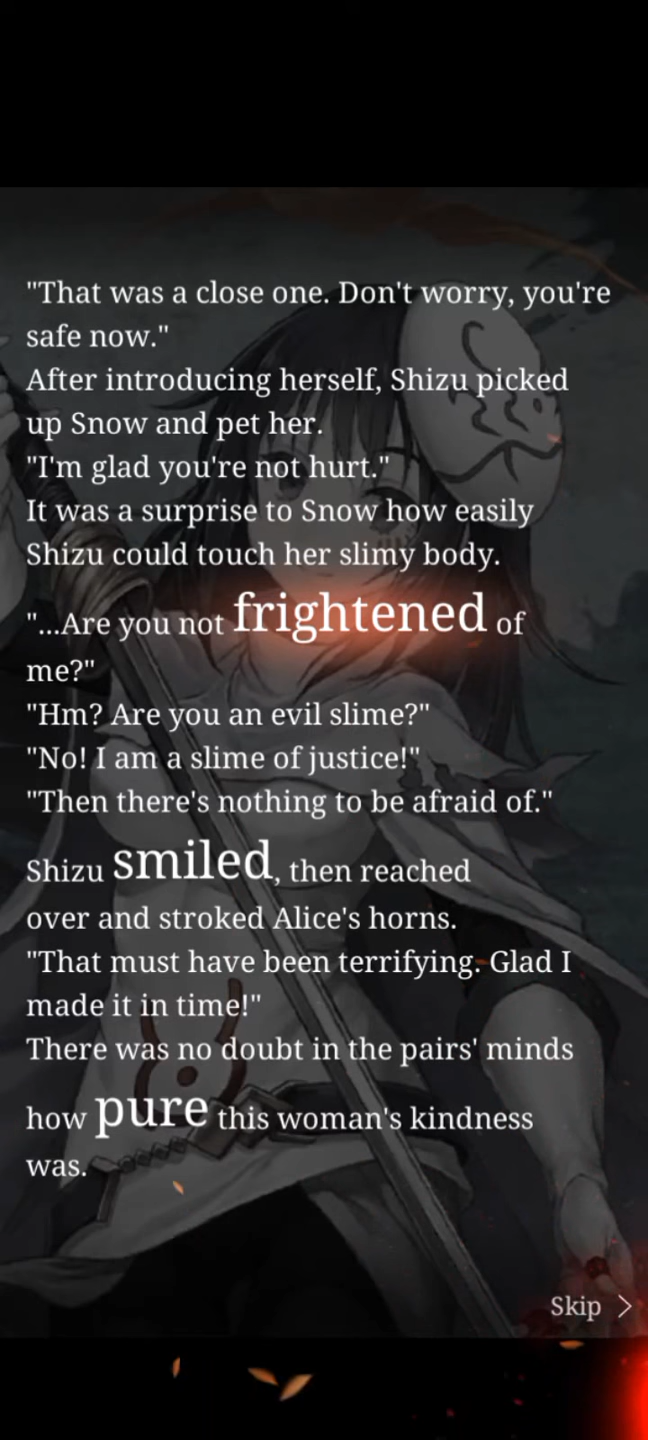 "That was a close one. Don't worry, you're
safe now."
After introducing herself, Shizu picked
up Snow and pet her.
"I'm glad you're not hurt."
It was a surprise to Snow how easily
Shizu could touch her slimy body.
"...Are you not frightened of
me?"
"Hm? Are you an evil slime?"
"No! I am a slime of justice!"
"Then there's nothing to be afraid of."
Shizu smiled, then reached
over and stroked Alice's horns.
"That must have been terrifying. Glad I
made it in time!"
There was no doubt in the pairs' minds
how pure this woman's kindness
was.
Skip